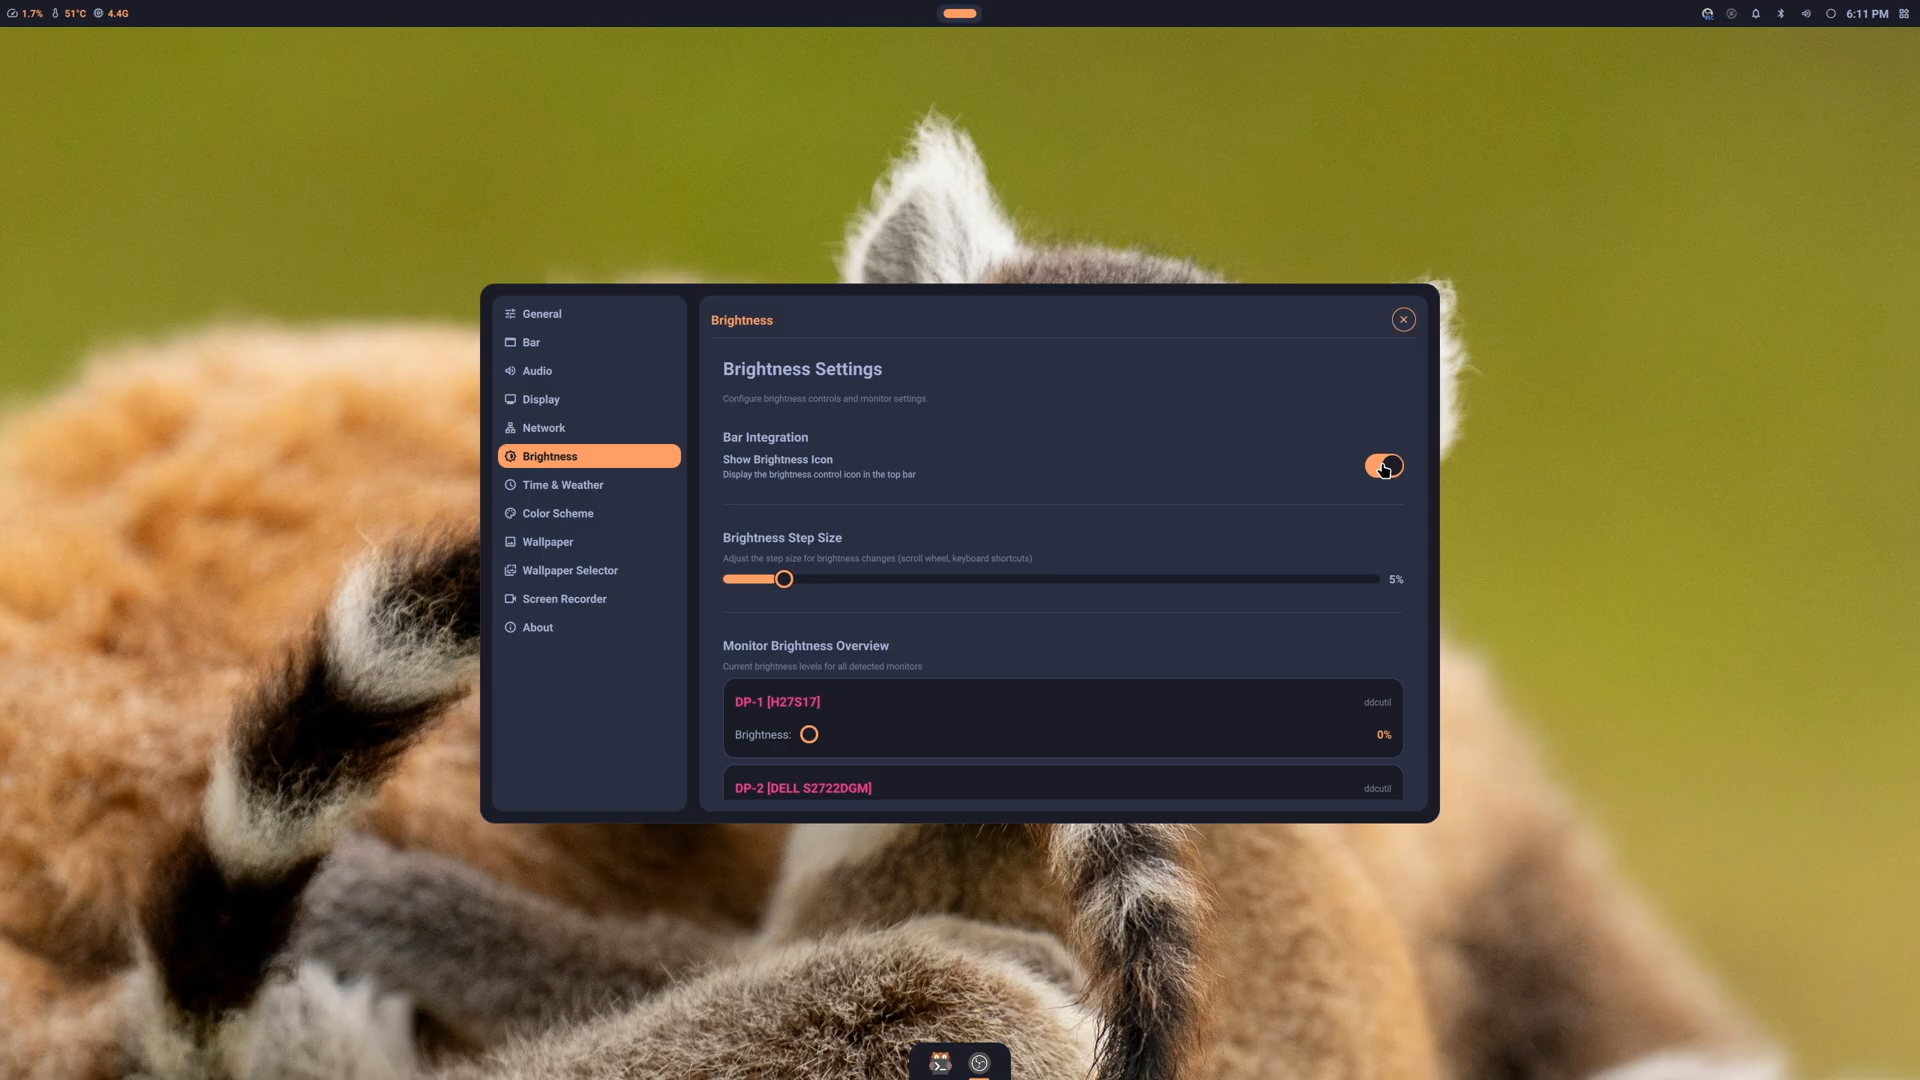 1.7% 51°C 4.4G
6:11 PM
General
Bar
Audio
Display
Network
Brightness
Time & Weather
Color Scheme
Wallpaper
Wallpaper Selector
Screen Recorder
About
Brightness
Brightness Settings
Configure brightness controls and monitor settings.
Bar Integration
Show Brightness Icon
Display the brightness control icon in the top bar
Brightness Step Size
Adjust the step size for brightness changes (scroll wheel, keyboard shortcuts)
5%
Monitor Brightness Overview
Current brightness levels for all detected monitors
DP-1 [H27S17] ddcutil
Brightness: 0%
DP-2 [DELL S2722DGM] ddcutil